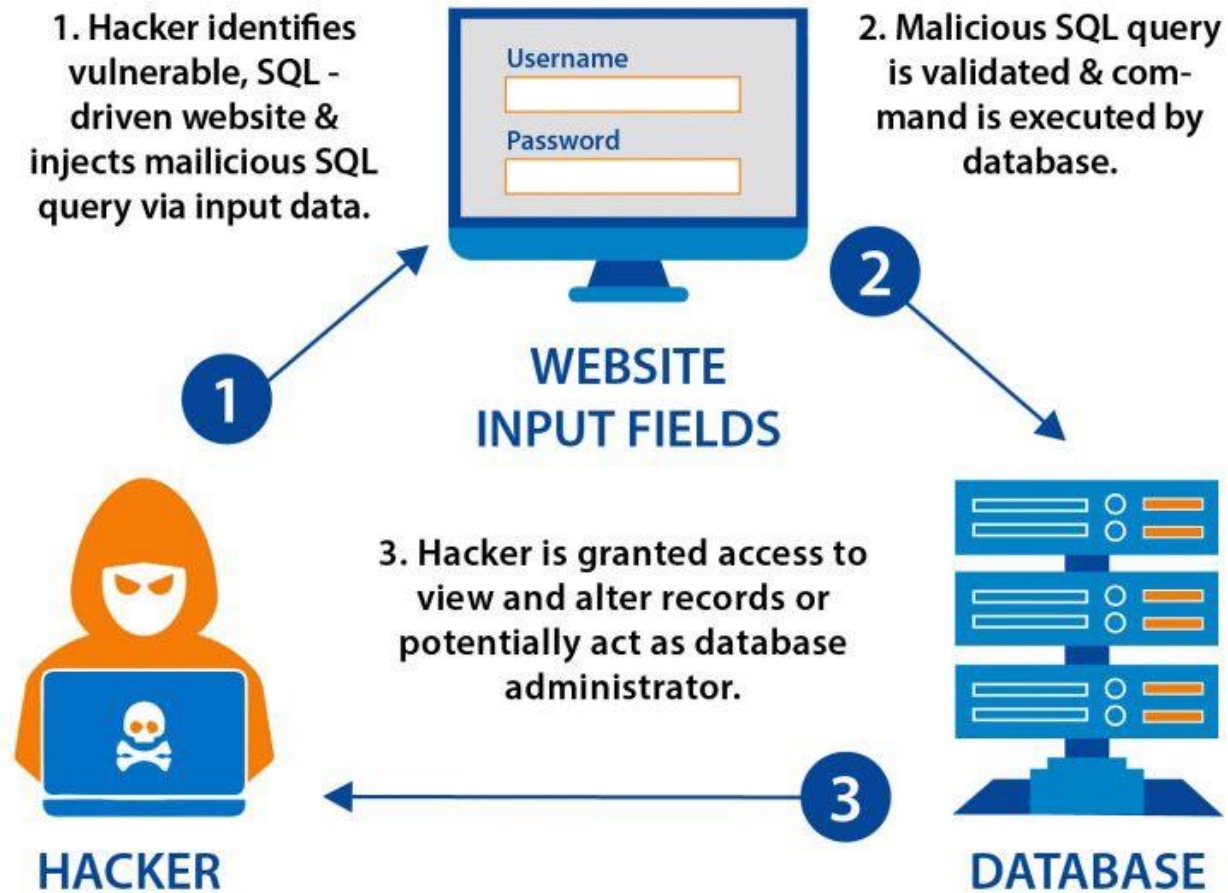 1. Hacker identifies
vulnerable, SQL -
driven website &
injects mailicious SQL
query via input data.
Username
Password
2. Malicious SQL query
is validated & com-
mand is executed by
database.
1
2
WEBSITE
INPUT FIELDS
3. Hacker is granted access to
view and alter records or
potentially act as database
administrator.
3
HACKER
DATABASE